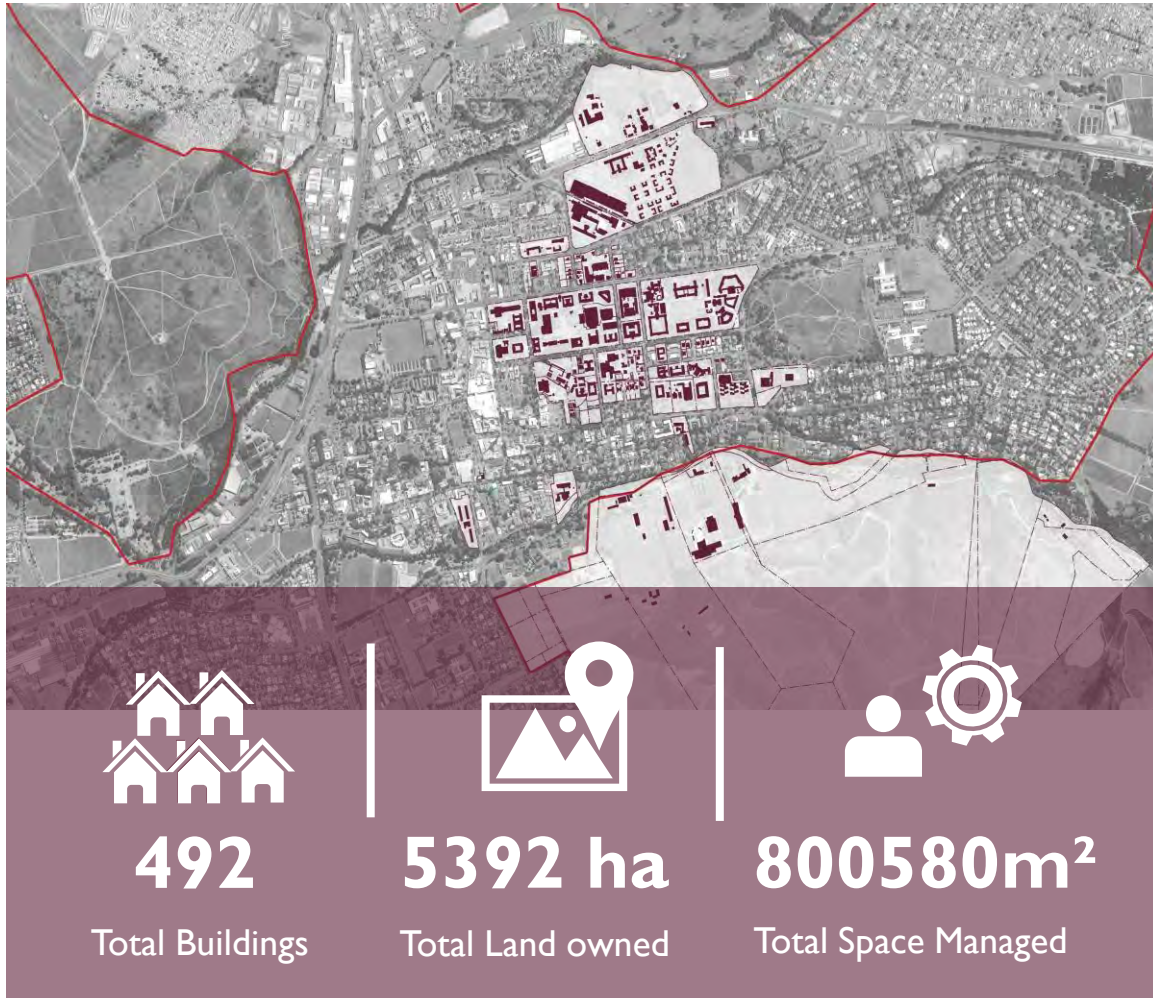 492
Total Buildings
5392 ha
Total Land owned
800580m²
Total Space Managed